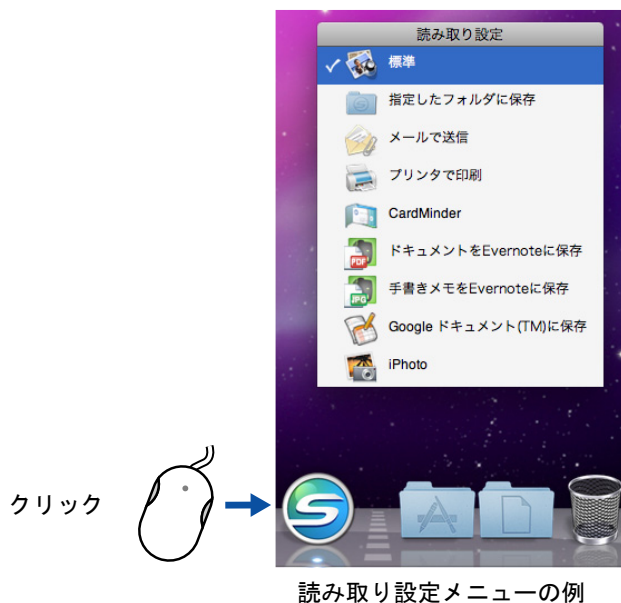 読み取り設定
標準
指定したフォルダに保存
メールで送信
プリンタで印刷
CardMinder
ドキュメントをEvernoteに保存
PDF
手書きメモをEvernoteに保存
JPG
Google ドキュメント(TM)に保存
iPhoto
クリック
S
読み取り設定メニューの例